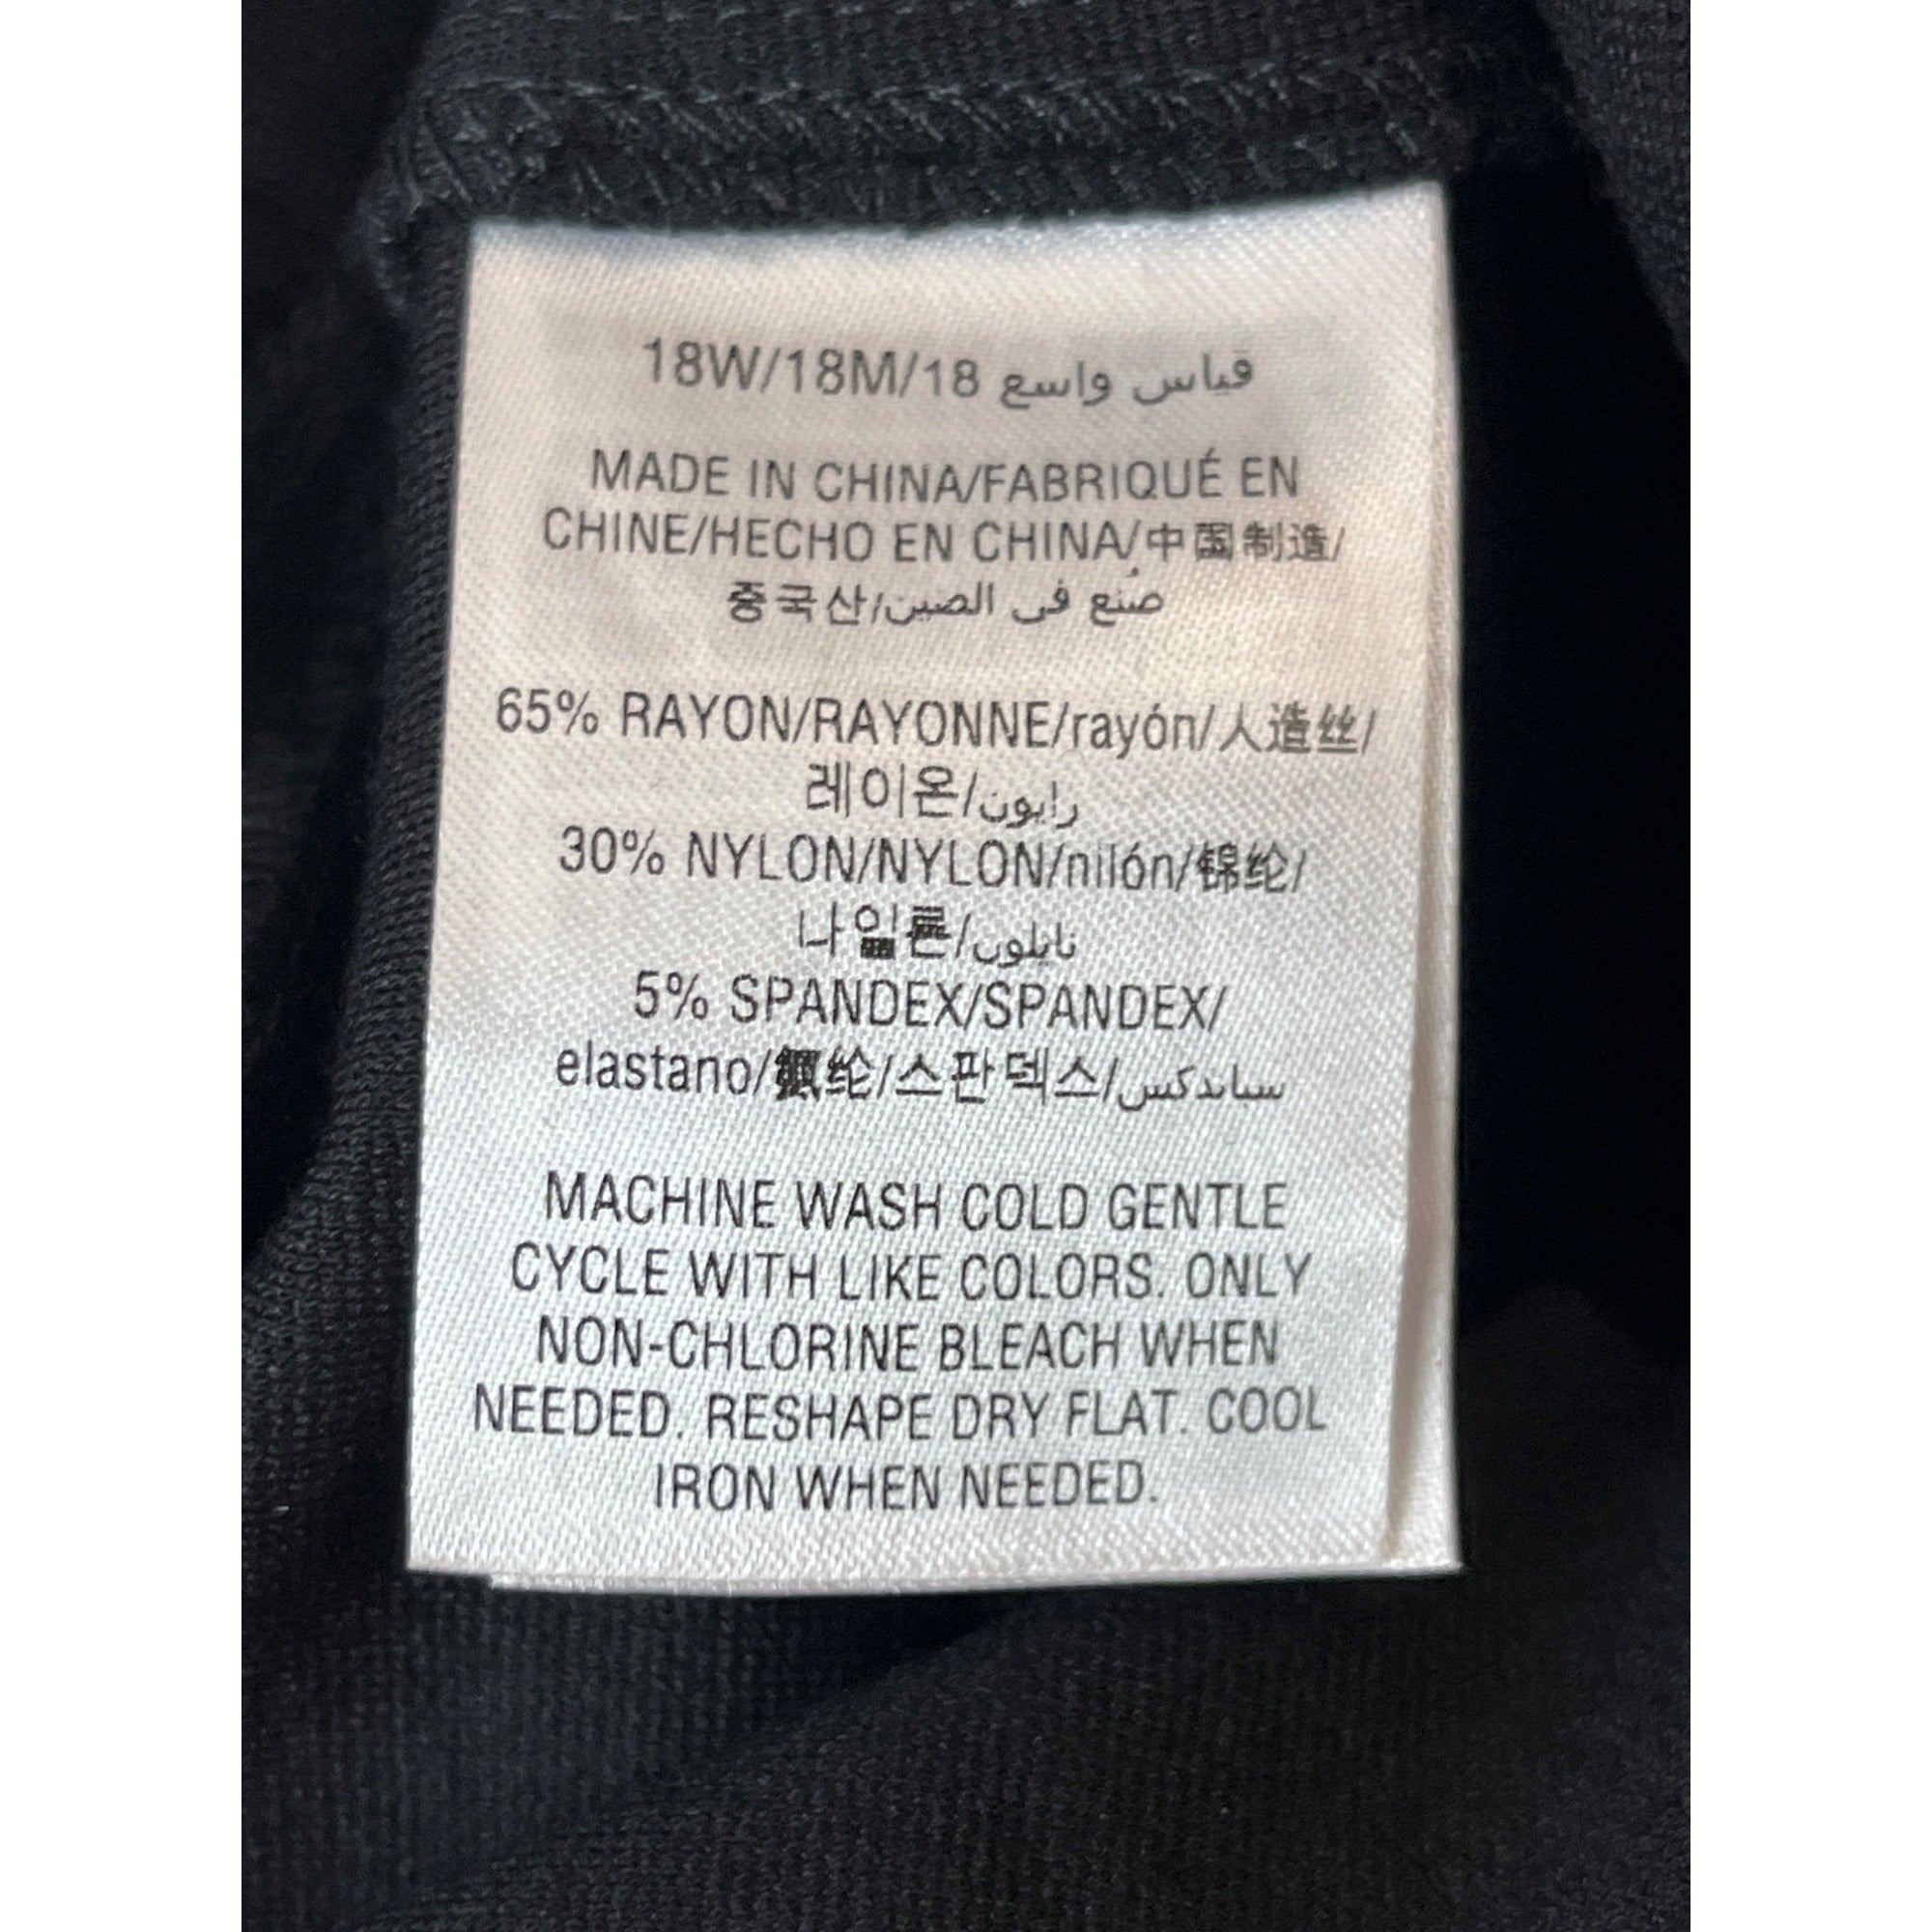 18W/18M/18 قياس واسع
MADE IN CHINA/FABRIQUÉ EN
CHINE/HECHO EN CHINA/中国制造/
중국산/صُنع في الصين
65% RAYON/RAYONNE/rayón/人造丝/
레이온/رايون
30% NYLON/NYLON/nilón/锦纶/
나일론/نايلون
5% SPANDEX/SPANDEX/
elastano/氨纶/스판덱스/سباندكس
MACHINE WASH COLD GENTLE
CYCLE WITH LIKE COLORS. ONLY
NON-CHLORINE BLEACH WHEN
NEEDED. RESHAPE DRY FLAT. COOL
IRON WHEN NEEDED.